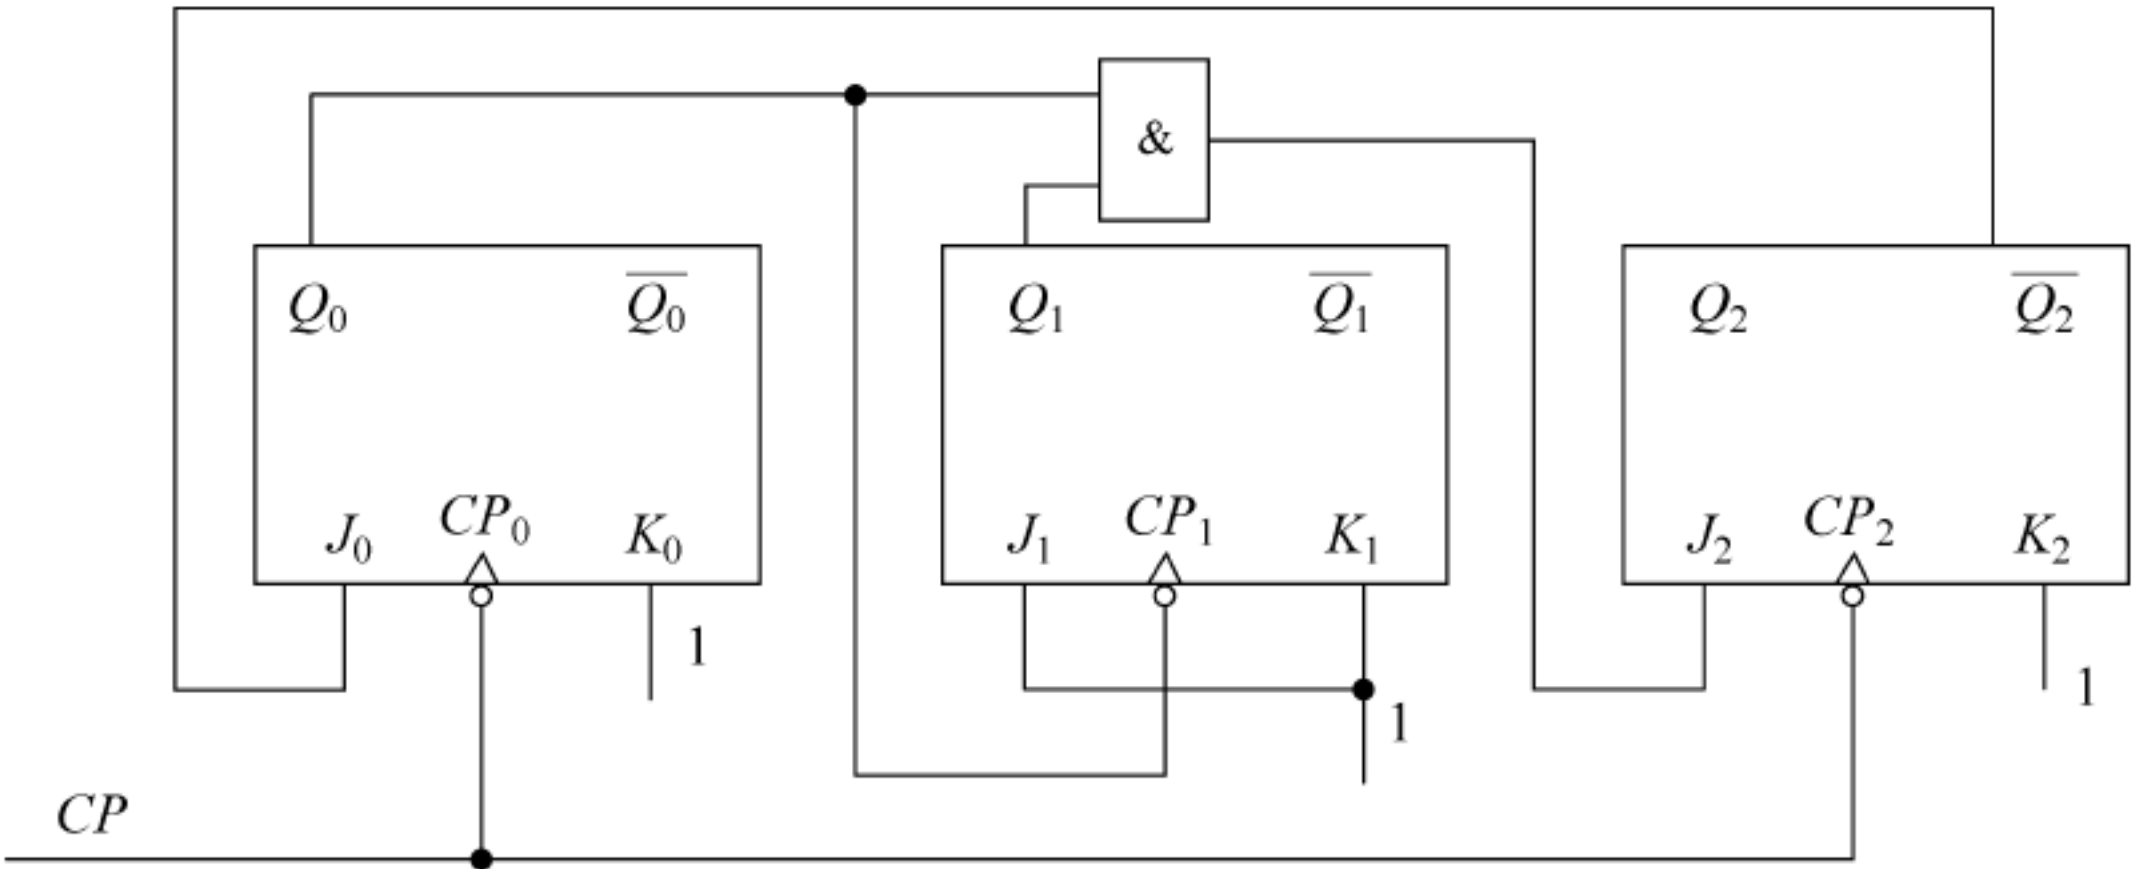 &
Q₀ Q̅₀ Q₁ Q̅₁ Q₂ Q̅₂
J₀ CP₀ K₀ J₁ CP₁ K₁ J₂ CP₂ K₂
1
1
1
CP